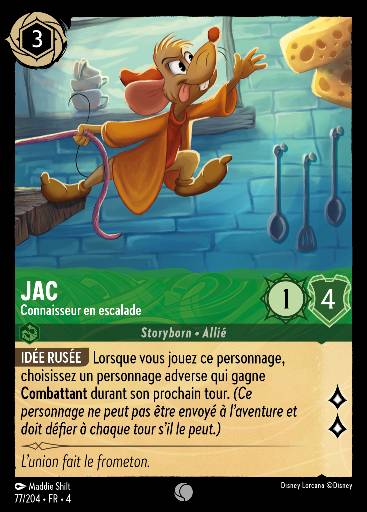 3
JAC
Connaisseur en escalade
1
4
Storyborn • Allié
IDÉE RUSÉE Lorsque vous jouez ce personnage,
choisissez un personnage adverse qui gagne
Combattant durant son prochain tour. (Ce
personnage ne peut pas être envoyé à l'aventure et
doit défier à chaque tour s'il le peut.)
L'union fait le frometon.
Maddie Shilt
77/204 • FR • 4
Disney Lorcana ©Disney